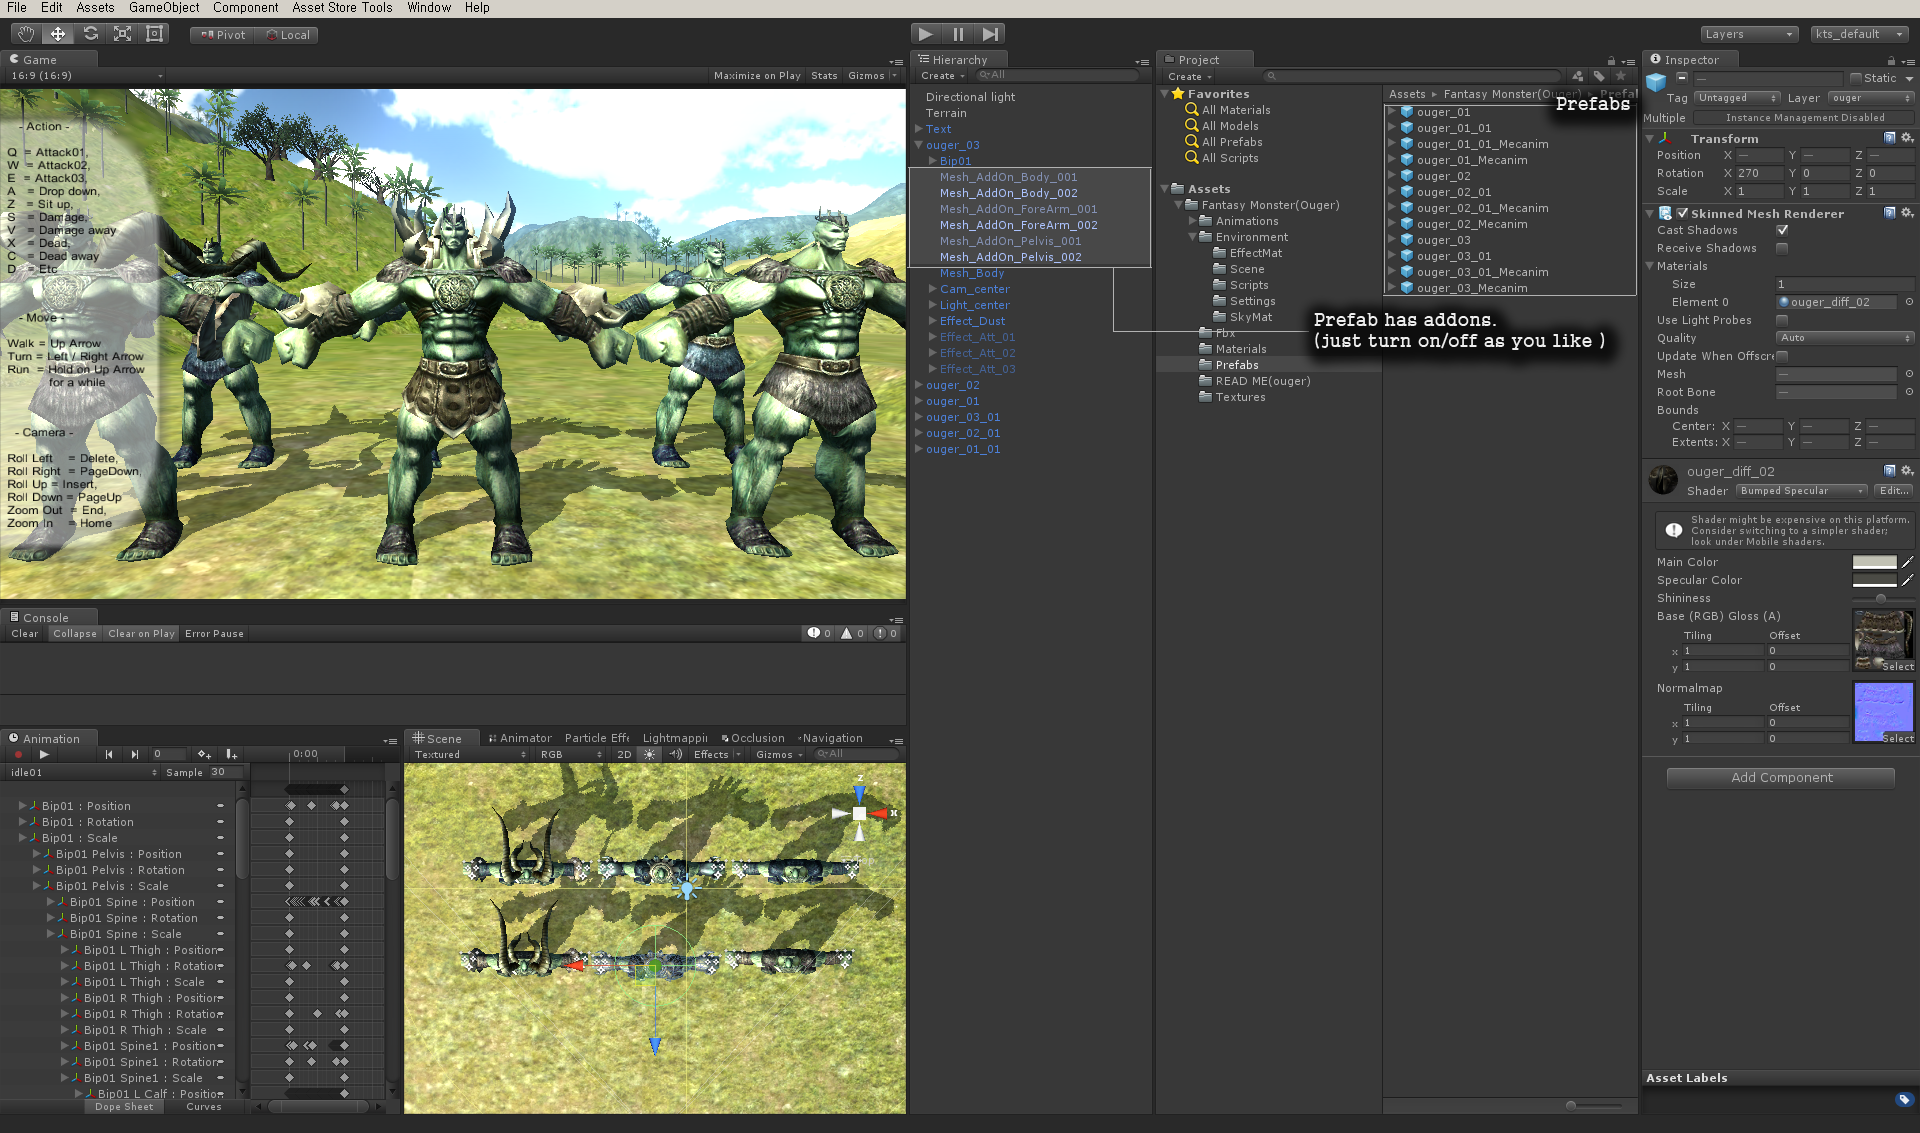 File Edit Assets GameObject Component Asset Store Tools Window Help
Pivot Local
Layers kts_default
Game
16:9 (16:9) Maximize on Play Stats Gizmos
- Action -
Q = Attack01,
W = Attack02,
E = Attack03,
A = Drop down,
Z = Sit up,
S = Damage,
V = Damage away
X = Dead,
C = Dead away
D = Etc
- Move -
Walk = Up Arrow
Turn = Left / Right Arrow
Run = Hold on Up Arrow
for a while
- Camera -
Roll Left = Delete,
Roll Right = PageDown,
Roll Up = Insert,
Roll Down = PageUp
Zoom Out = End,
Zoom In = Home
Console
Clear Collapse Clear on Play Error Pause 0 0 0
Animation
0 0:00
idle01 Sample 30
Bip01 : Position
Bip01 : Rotation
Bip01 : Scale
Bip01 Pelvis : Position
Bip01 Pelvis : Rotation
Bip01 Pelvis : Scale
Bip01 Spine : Position
Bip01 Spine : Rotation
Bip01 Spine : Scale
Bip01 L Thigh : Position
Bip01 L Thigh : Rotation
Bip01 L Thigh : Scale
Bip01 R Thigh : Position
Bip01 R Thigh : Rotation
Bip01 R Thigh : Scale
Bip01 Spine1 : Position
Bip01 Spine1 : Rotation
Bip01 Spine1 : Scale
Bip01 L Calf : Position
Dope Sheet Curves
Scene Animator Particle Effe Lightmappin Occlusion Navigation
Textured RGB 2D Effects Gizmos All
z
x
Hierarchy
Create All
Directional light
Terrain
Text
ouger_03
Bip01
Mesh_AddOn_Body_001
Mesh_AddOn_Body_002
Mesh_AddOn_ForeArm_001
Mesh_AddOn_ForeArm_002
Mesh_AddOn_Pelvis_001
Mesh_AddOn_Pelvis_002
Mesh_Body
Cam_center
Light_center
Effect_Dust
Effect_Att_01
Effect_Att_02
Effect_Att_03
ouger_02
ouger_01
ouger_03_01
ouger_02_01
ouger_01_01
Project
Create
Favorites
All Materials
All Models
All Prefabs
All Scripts
Assets
Fantasy Monster(Ouger)
Animations
Environment
EffectMat
Scene
Scripts
Settings
SkyMat
Fbx
Materials
Prefabs
READ ME(ouger)
Textures
Assets Fantasy Monster(Ouger) Prefal
Prefabs
ouger_01
ouger_01_01
ouger_01_01_Mecanim
ouger_01_Mecanim
ouger_02
ouger_02_01
ouger_02_01_Mecanim
ouger_02_Mecanim
ouger_03
ouger_03_01
ouger_03_01_Mecanim
ouger_03_Mecanim
Prefab has addons.
(just turn on/off as you like )
Inspector
— Static
Tag Untagged Layer ouger
Multiple Instance Management Disabled
Transform
Position X — Y — Z —
Rotation X 270 Y 0 Z 0
Scale X 1 Y 1 Z 1
Skinned Mesh Renderer
Cast Shadows
Receive Shadows
Materials
Size 1
Element 0 ouger_diff_02
Use Light Probes
Quality Auto
Update When Offscre
Mesh —
Root Bone —
Bounds
Center: X — Y — Z —
Extents: X — Y — Z —
ouger_diff_02
Shader Bumped Specular Edit...
Shader might be expensive on this platform.
Consider switching to a simpler shader;
look under Mobile shaders.
Main Color
Specular Color
Shininess
Base (RGB) Gloss (A)
Tiling Offset
x 1 0
y 1 0
Select
Normalmap
Tiling Offset
x 1 0
y 1 0
Select
Add Component
Asset Labels